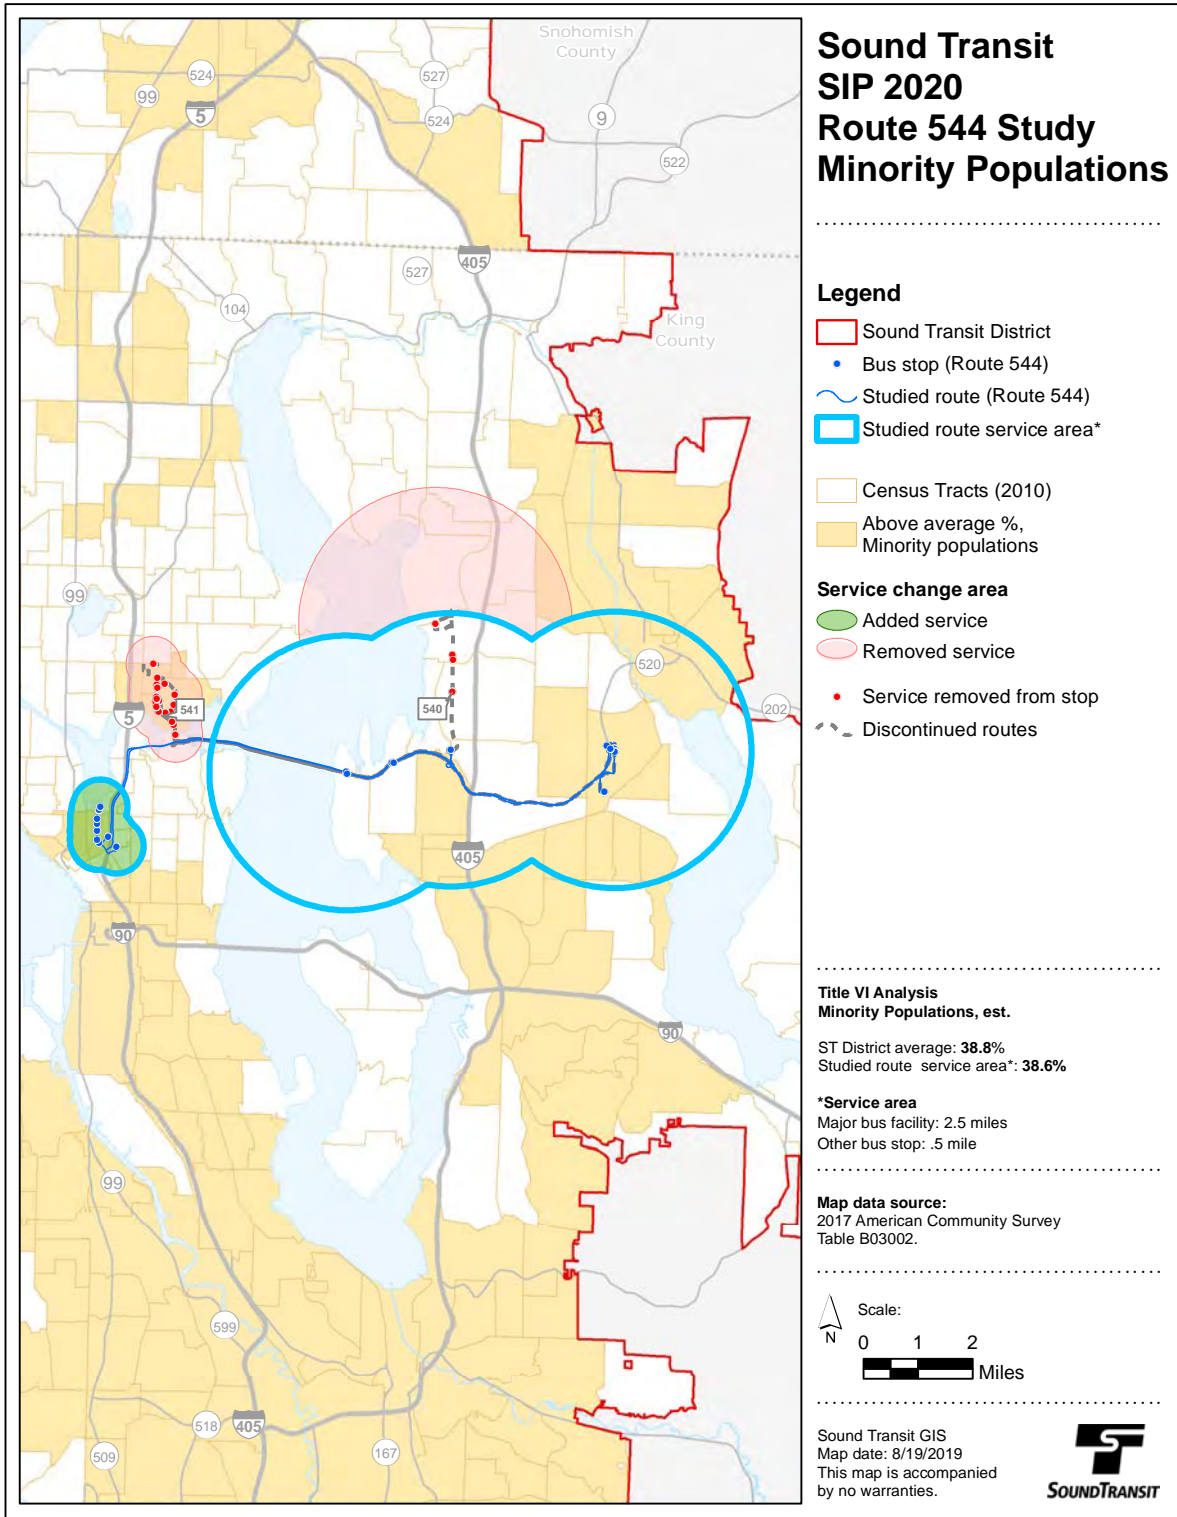 Sound Transit
SIP 2020
Route 544 Study
Minority Populations
Legend
Sound Transit District
Bus stop (Route 544)
Studied route (Route 544)
Studied route service area*
Census Tracts (2010)
Above average %,
Minority populations
Service change area
Added service
Removed service
Service removed from stop
Discontinued routes
Title VI Analysis
Minority Populations, est.
ST District average: 38.8%
Studied route service area*: 38.6%
*Service area
Major bus facility: 2.5 miles
Other bus stop: .5 mile
Map data source:
2017 American Community Survey
Table B03002.
N
Scale:
0 1 2
Miles
Sound Transit GIS
Map date: 8/19/2019
This map is accompanied
by no warranties.
SOUNDTRANSIT
Snohomish
County
524
527
99
5
524
9
522
405
527
104
King
County
99
520
202
541
540
5
405
90
90
99
599
518
405
509
167